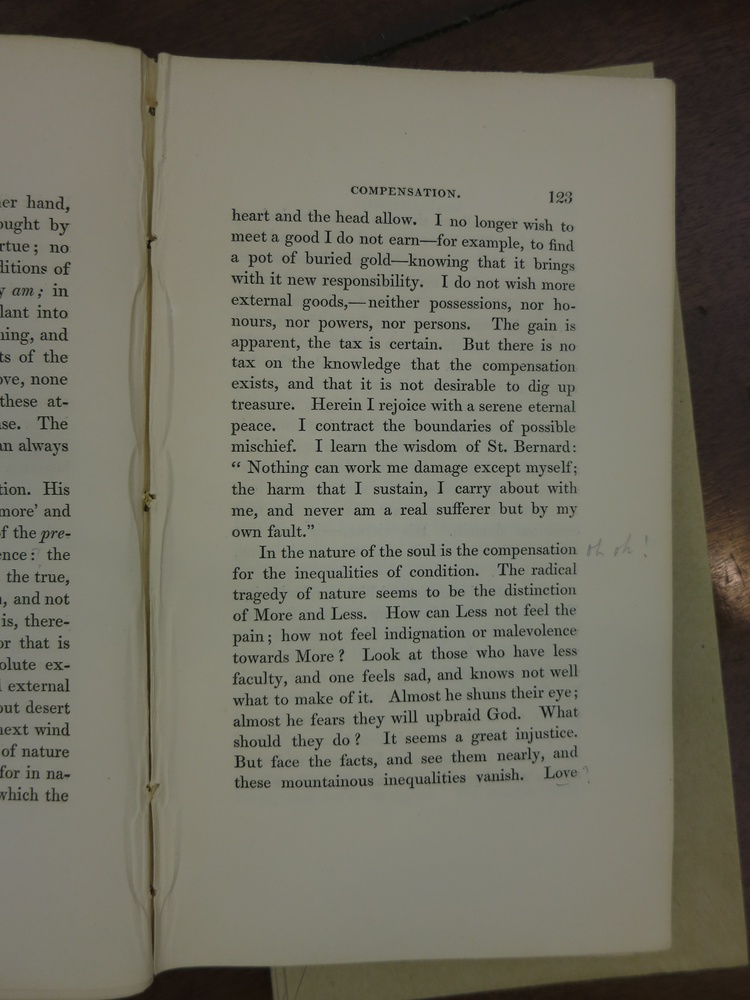 er hand,
ought by
rtue; no
litions of
y am; in
lant into
ning, and
ts of the
ove, none
these at-
se. The
an always
tion. His
more' and
f the pre-
ence: the
the true,
, and not
is, there-
or that is
olute ex-
l external
out desert
next wind
of nature
for in na-
which the
COMPENSATION. 123
heart and the head allow. I no longer wish to
meet a good I do not earn—for example, to find
a pot of buried gold—knowing that it brings
with it new responsibility. I do not wish more
external goods,—neither possessions, nor ho-
nours, nor powers, nor persons. The gain is
apparent, the tax is certain. But there is no
tax on the knowledge that the compensation
exists, and that it is not desirable to dig up
treasure. Herein I rejoice with a serene eternal
peace. I contract the boundaries of possible
mischief. I learn the wisdom of St. Bernard:
“ Nothing can work me damage except myself;
the harm that I sustain, I carry about with
me, and never am a real sufferer but by my
own fault.”
In the nature of the soul is the compensation oh oh!
for the inequalities of condition. The radical
tragedy of nature seems to be the distinction
of More and Less. How can Less not feel the
pain; how not feel indignation or malevolence
towards More? Look at those who have less
faculty, and one feels sad, and knows not well
what to make of it. Almost he shuns their eye;
almost he fears they will upbraid God. What
should they do? It seems a great injustice.
But face the facts, and see them nearly, and
these mountainous inequalities vanish. Love ?